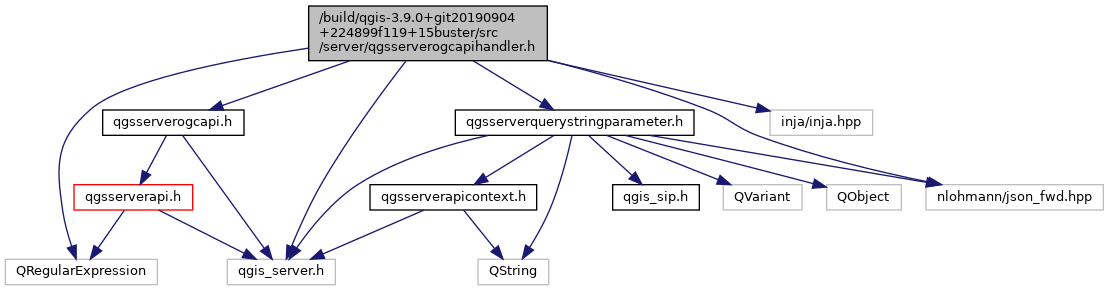 /build/qgis-3.9.0+git20190904
+224899f119+15buster/src
/server/qgsserverogcapihandler.h
qgsserverogcapi.h
qgsserverquerystringparameter.h
inja/inja.hpp
qgsserverapi.h
qgsserverapicontext.h
qgis_sip.h
QVariant
QObject
nlohmann/json_fwd.hpp
QRegularExpression
qgis_server.h
QString